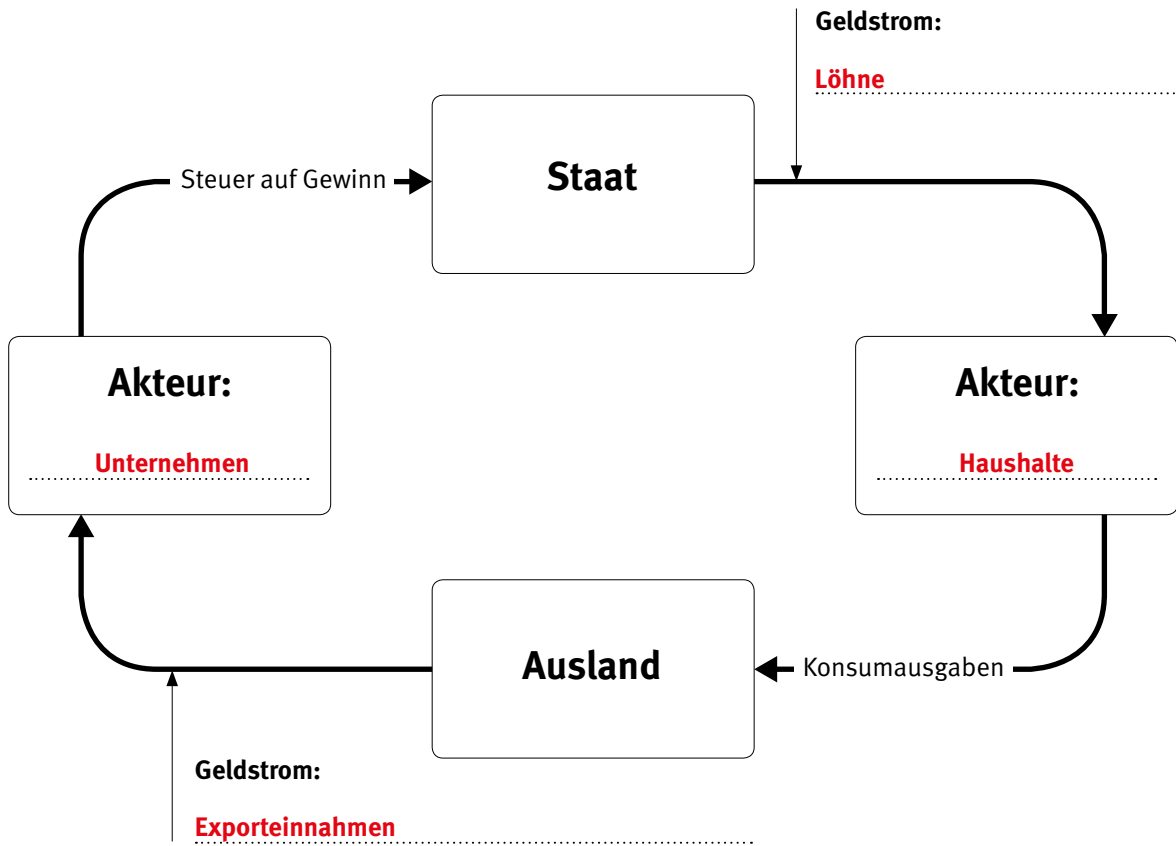 Geldstrom:
Löhne
Steuer auf Gewinn
Staat
Akteur:
Unternehmen
Akteur:
Haushalte
Ausland
Konsumausgaben
Geldstrom:
Exporteinnahmen